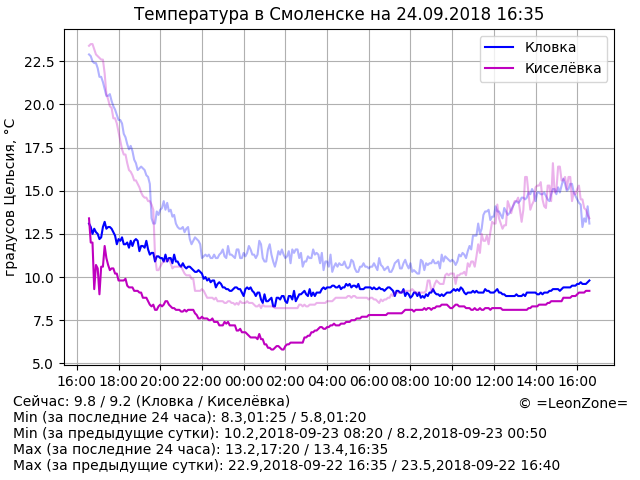 Температура в Смоленске на 24.09.2018 16:35
Кловка
Киселёвка
градусов Цельсия, °C
22.5
20.0
17.5
15.0
12.5
10.0
7.5
5.0
16:00 18:00 20:00 22:00 00:00 02:00 04:00 06:00 08:00 10:00 12:00 14:00 16:00
Сейчас: 9.8 / 9.2 (Кловка / Киселёвка)
© =LeonZone=
Min (за последние 24 часа): 8.3,01:25 / 5.8,01:20
Min (за предыдущие сутки): 10.2,2018-09-23 08:20 / 8.2,2018-09-23 00:50
Max (за последние 24 часа): 13.2,17:20 / 13.4,16:35
Max (за предыдущие сутки): 22.9,2018-09-22 16:35 / 23.5,2018-09-22 16:40